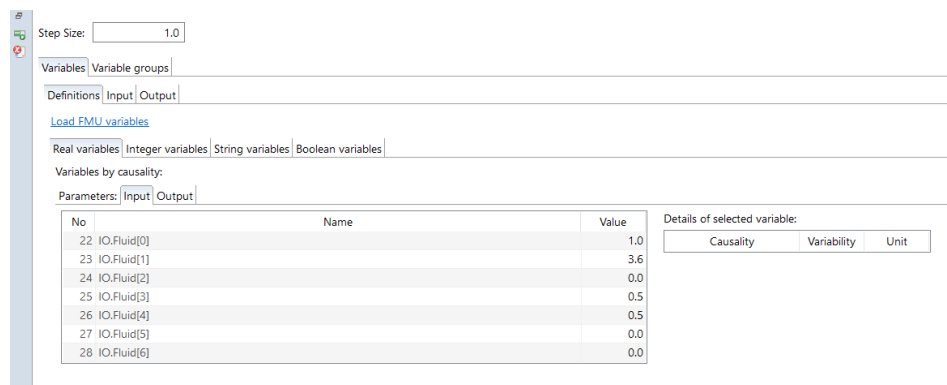 Step Size: 1.0
Variables Variable groups
Definitions Input Output
Load FMU variables
Real variables Integer variables String variables Boolean variables
Variables by causality:
Parameters: Input Output
No Name Value
22 IO.Fluid[0] 1.0
23 IO.Fluid[1] 3.6
24 IO.Fluid[2] 0.0
25 IO.Fluid[3] 0.5
26 IO.Fluid[4] 0.5
27 IO.Fluid[5] 0.0
28 IO.Fluid[6] 0.0
Details of selected variable:
Causality Variability Unit